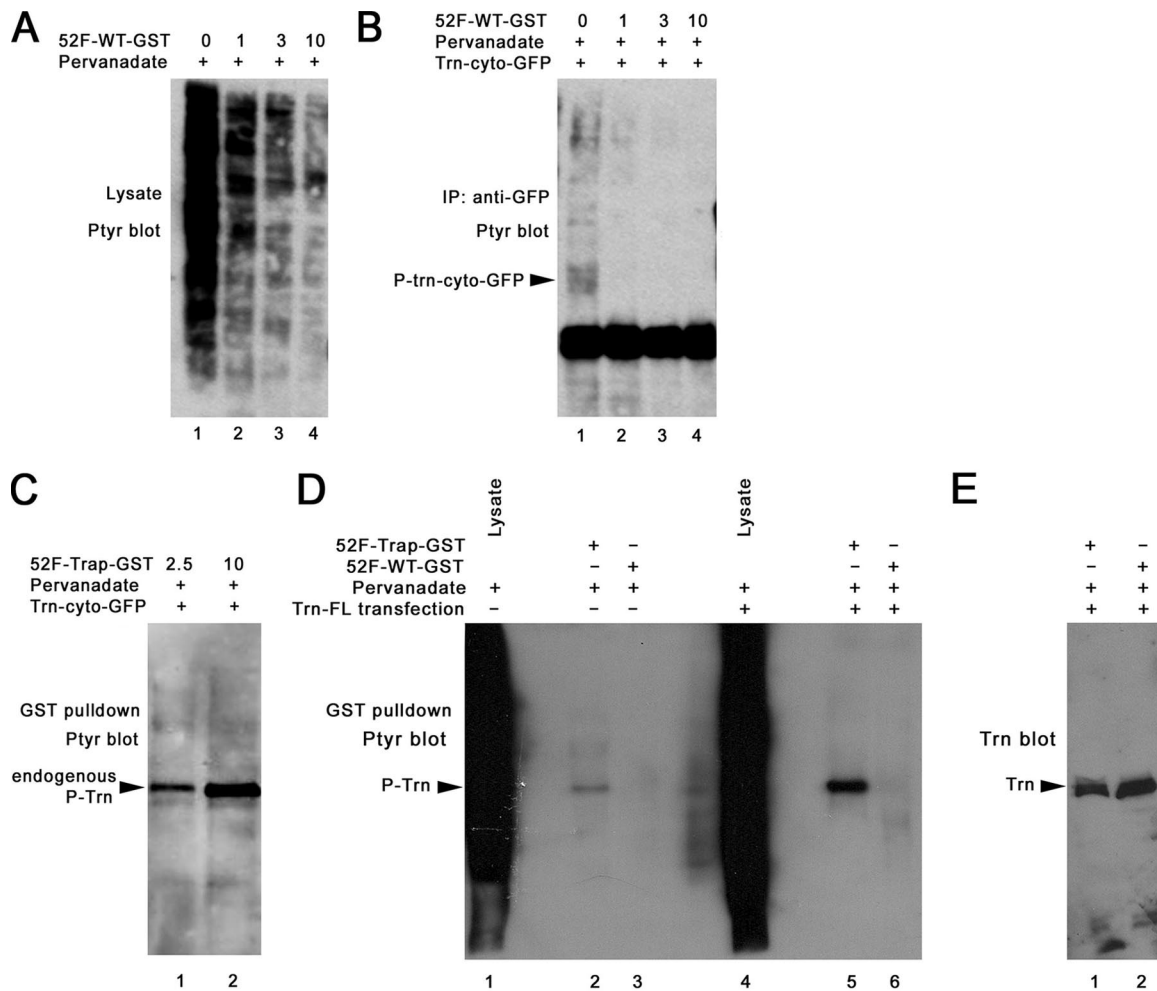 A
52F-WT-GST 0 1 3 10
Pervanadate + + + +
Lysate
Ptyr blot
1 2 3 4
B
52F-WT-GST 0 1 3 10
Pervanadate + + + +
Trn-cyto-GFP + + + +
IP: anti-GFP
Ptyr blot
P-trn-cyto-GFP
1 2 3 4
C
52F-Trap-GST 2.5 10
Pervanadate + +
Trn-cyto-GFP + +
GST pulldown
Ptyr blot
endogenous
P-Trn
1 2
D
Lysate Lysate
52F-Trap-GST + – + –
52F-WT-GST – + – +
Pervanadate + + + + + +
Trn-FL transfection – – – + + +
GST pulldown
Ptyr blot
P-Trn
1 2 3 4 5 6
E
+ –
– +
+ +
+ +
Trn blot
Trn
1 2